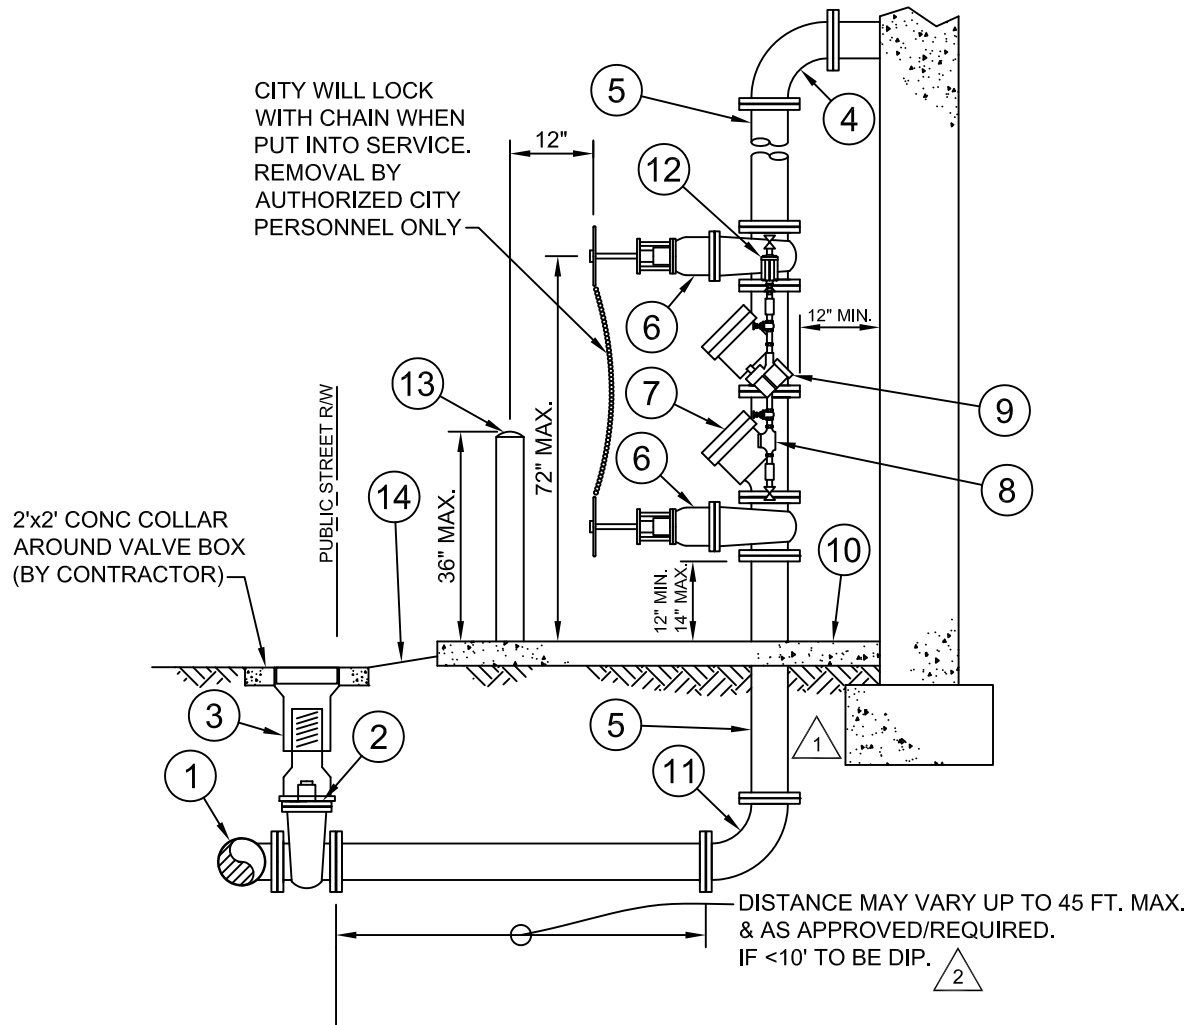 CITY WILL LOCK
WITH CHAIN WHEN
PUT INTO SERVICE.
REMOVAL BY
AUTHORIZED CITY
PERSONNEL ONLY
12"
5
4
12
6
12" MIN.
13
7
9
72" MAX.
6
8
PUBLIC STREET R/W
14
36" MAX.
2'x2' CONC COLLAR
AROUND VALVE BOX
(BY CONTRACTOR)
12" MIN.
14" MAX.
10
3
2
5
1
1
11
DISTANCE MAY VARY UP TO 45 FT. MAX.
& AS APPROVED/REQUIRED.
IF <10' TO BE DIP.
2